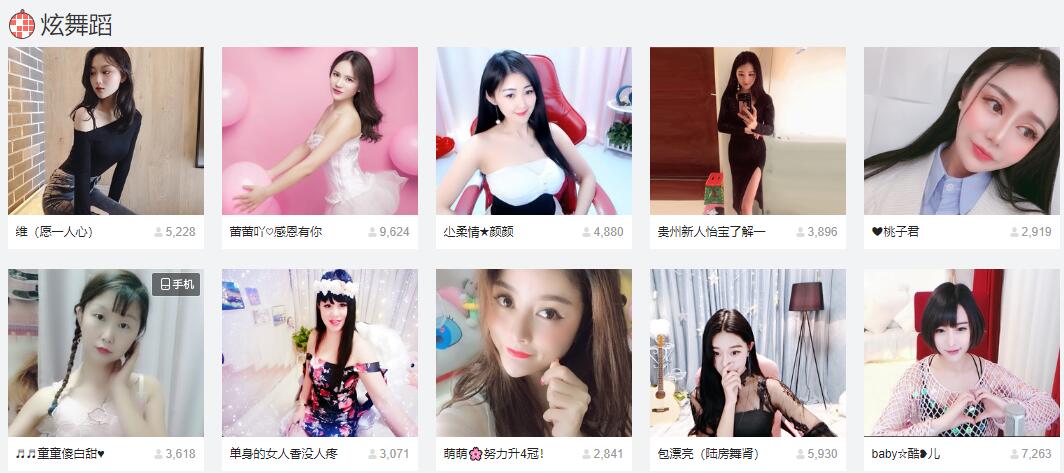 炫舞蹈
维（愿一人心） 5,228
茜茜吖♡感恩有你 9,624
尘柔情★颜颜 4,880
贵州新人怡宝了解一 3,896
♥桃子君 2,919
手机
♬♬童童傻白甜♥ 3,618
单身的女人香没人疼 3,071
萌萌🌸努力升4冠！ 2,841
包漂亮（陆房舞肾） 5,930
baby☆酷❥儿 7,263